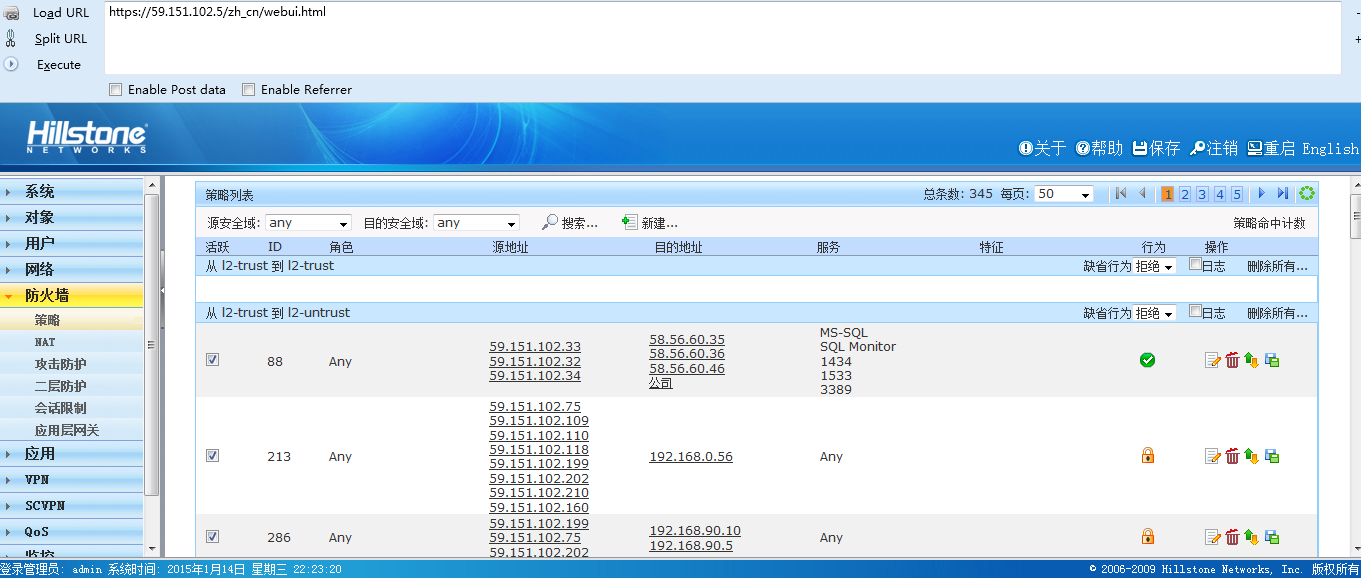 Load URL
https://59.151.102.5/zh_cn/webui.html
Split URL
Execute
Enable Post data
Enable Referrer
Hillstone
NETWORKS
关于 帮助 保存 注销 重启 English
系统
对象
用户
网络
防火墙
策略
NAT
攻击防护
二层防护
会话限制
应用层网关
应用
VPN
SCVPN
QoS
监控
策略列表
总条数: 345 每页: 50 1 2 3 4 5
源安全域: any 目的安全域: any 搜索... 新建... 策略命中计数
活跃 ID 角色 源地址 目的地址 服务 特征 行为 操作
从 l2-trust 到 l2-trust 缺省行为 拒绝 日志 删除所有...
从 l2-trust 到 l2-untrust 缺省行为 拒绝 日志 删除所有...
88 Any
59.151.102.33
59.151.102.32
59.151.102.34
58.56.60.35
58.56.60.36
58.56.60.46
公司
MS-SQL
SQL Monitor
1434
1533
3389
213 Any
59.151.102.75
59.151.102.109
59.151.102.110
59.151.102.118
59.151.102.199
59.151.102.202
59.151.102.210
59.151.102.160
192.168.0.56
Any
286 Any
59.151.102.199
59.151.102.75
59.151.102.202
192.168.90.10
192.168.90.5
Any
登录管理员: admin 系统时间: 2015年1月14日 星期三 22:23:20
© 2006-2009 Hillstone Networks, Inc. 版权所有